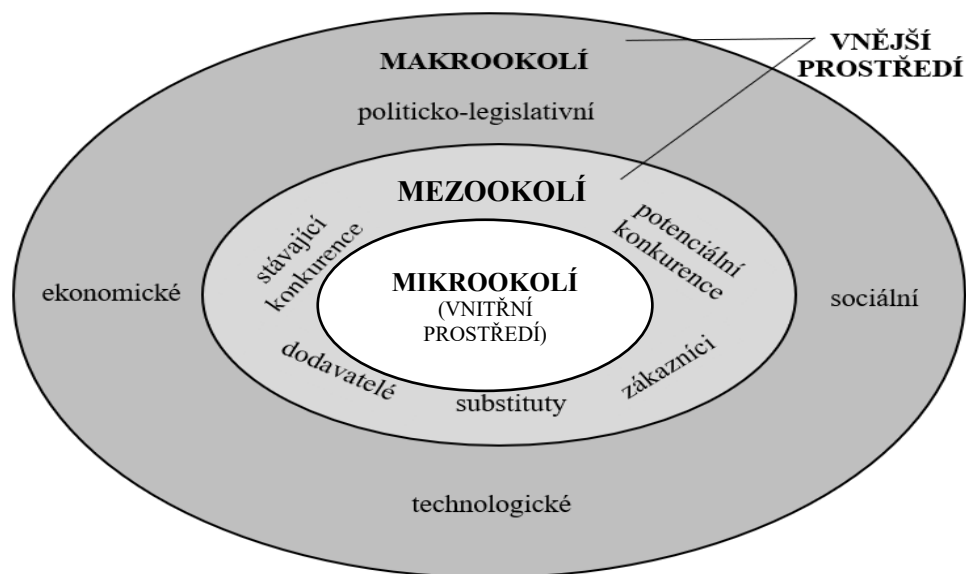 VNĚJŠÍ
PROSTŘEDÍ
MAKROOKOLÍ
politicko-legislativní
MEZOOKOLÍ
stávající
konkurence
potenciální
konkurence
MIKROOKOLÍ
(VNITŘNÍ
PROSTŘEDÍ)
ekonomické
sociální
dodavatelé
substituty
zákazníci
technologické